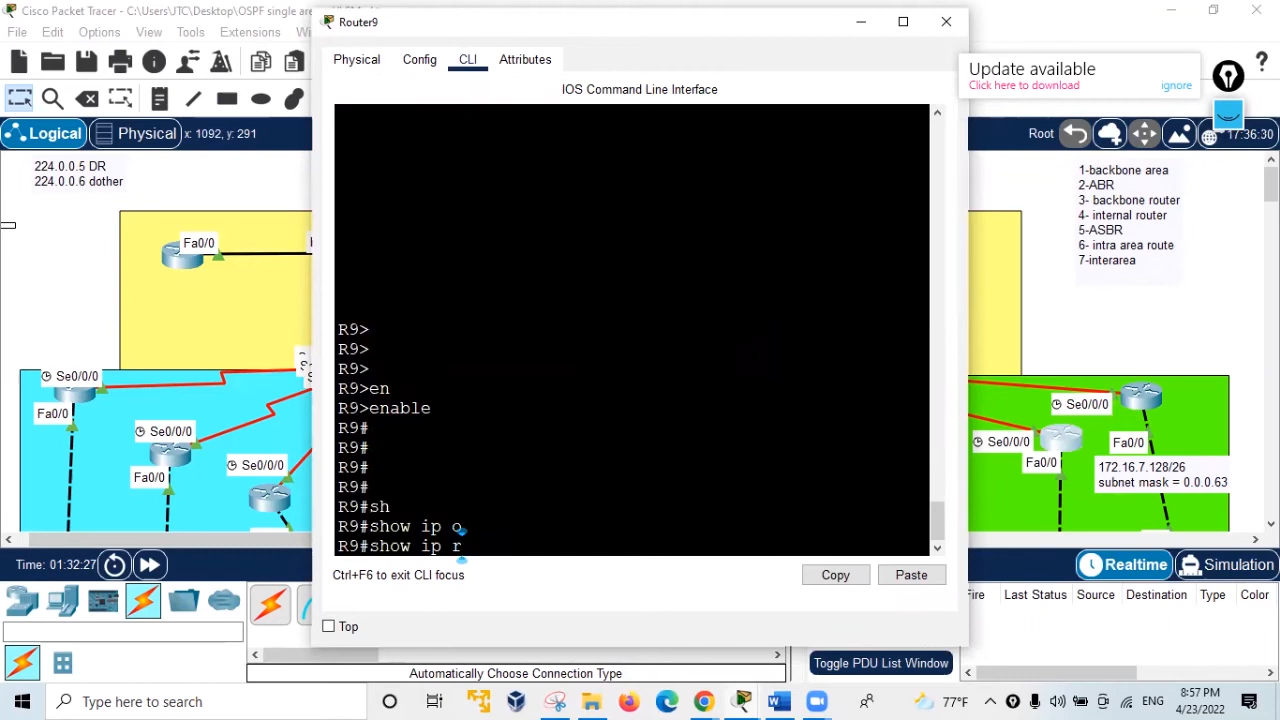 Cisco Packet Tracer - C:\Users\JTC\Desktop\OSPF single are
File Edit Options View Tools Extensions
Router9
Physical Config CLI Attributes
IOS Command Line Interface
Update available
Click here to download ignore
Logical Physical x: 1092, y: 291
Root 17:36:30
224.0.0.5 DR
224.0.0.6 dother
1-backbone area
2-ABR
3- backbone router
4- internal router
5-ASBR
6- intra area route
7-interarea
Fa0/0
Se0/0/0
Fa0/0
Se0/0/0
Fa0/0
Se0/0/0
Se0/0/0
Fa0/0
Se0/0/0
Fa0/0
172.16.7.128/26
subnet mask = 0.0.0.63
R9>
R9>
R9>
R9>en
R9>enable
R9#
R9#
R9#
R9#
R9#sh
R9#show ip o
R9#show ip r
Ctrl+F6 to exit CLI focus
Copy Paste
Top
Time: 01:32:27
Realtime Simulation
Fire Last Status Source Destination Type Color
Automatically Choose Connection Type
Toggle PDU List Window
Type here to search
77°F ENG 8:57 PM
4/23/2022